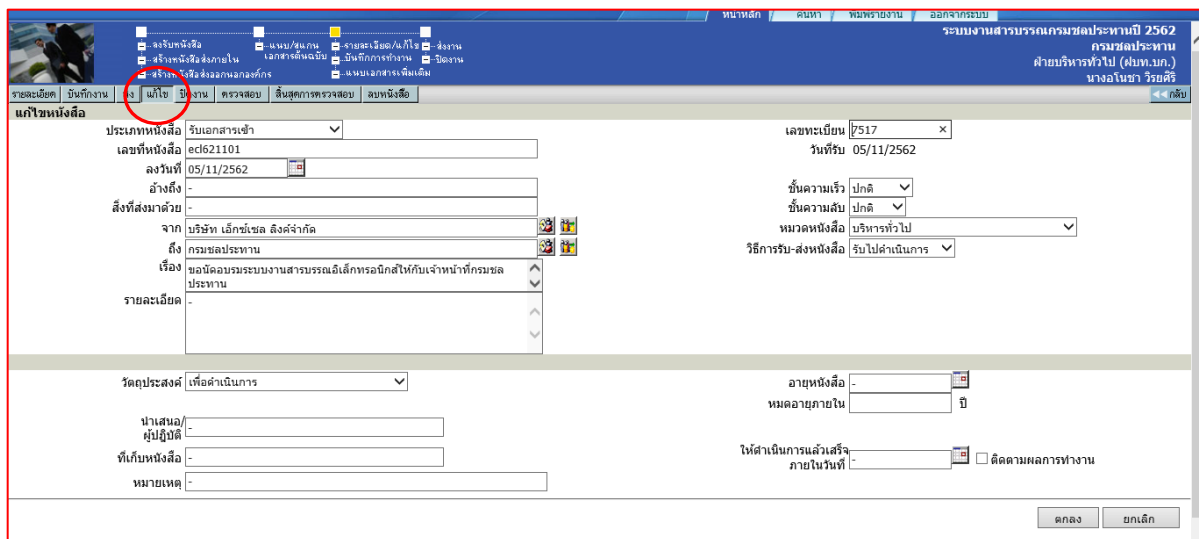 หน้าหลัก ค้นหา พิมพ์รายงาน ออกจากระบบ
ระบบงานสารบรรณกรมชลประทานปี 2562
กรมชลประทาน
ฝ่ายบริหารทั่วไป (ฝบท.บก.)
นางอโนชา วิรยศิริ
ลงรับหนังสือ แนบ/สแกน รายละเอียด/แก้ไข ส่งงาน
สร้างหนังสือส่งภายใน เอกสารต้นฉบับ บันทึกการทำงาน ปิดงาน
สร้างหนังสือส่งออกนอกองค์กร แนบเอกสารเพิ่มเติม
รายละเอียด บันทึกงาน แก้ไข ตรวจสอบ สิ้นสุดการตรวจสอบ ลบหนังสือ << กลับ
แก้ไขหนังสือ
ประเภทหนังสือ รับเอกสารเข้า เลขทะเบียน 7517 ×
เลขที่หนังสือ ecl621101 วันที่รับ 05/11/2562
ลงวันที่ 05/11/2562
อ้างถึง - ชั้นความเร็ว ปกติ
สิ่งที่ส่งมาด้วย - ชั้นความลับ ปกติ
จาก บริษัท เอ็กซ์เซล ลิงค์จำกัด หมวดหนังสือ บริหารทั่วไป
ถึง กรมชลประทาน วิธีการรับ-ส่งหนังสือ รับไปดำเนินการ
เรื่อง ขอนัดอบรมระบบงานสารบรรณอิเล็กทรอนิกส์ให้กับเจ้าหน้าที่กรมชล
ประทาน
รายละเอียด -
วัตถุประสงค์ เพื่อดำเนินการ อายุหนังสือ -
หมดอายุภายใน ปี
นำเสนอ/
ผู้ปฏิบัติ -
ที่เก็บหนังสือ - ให้ดำเนินการแล้วเสร็จ
ภายในวันที่ - ติดตามผลการทำงาน
หมายเหตุ -
ตกลง ยกเลิก